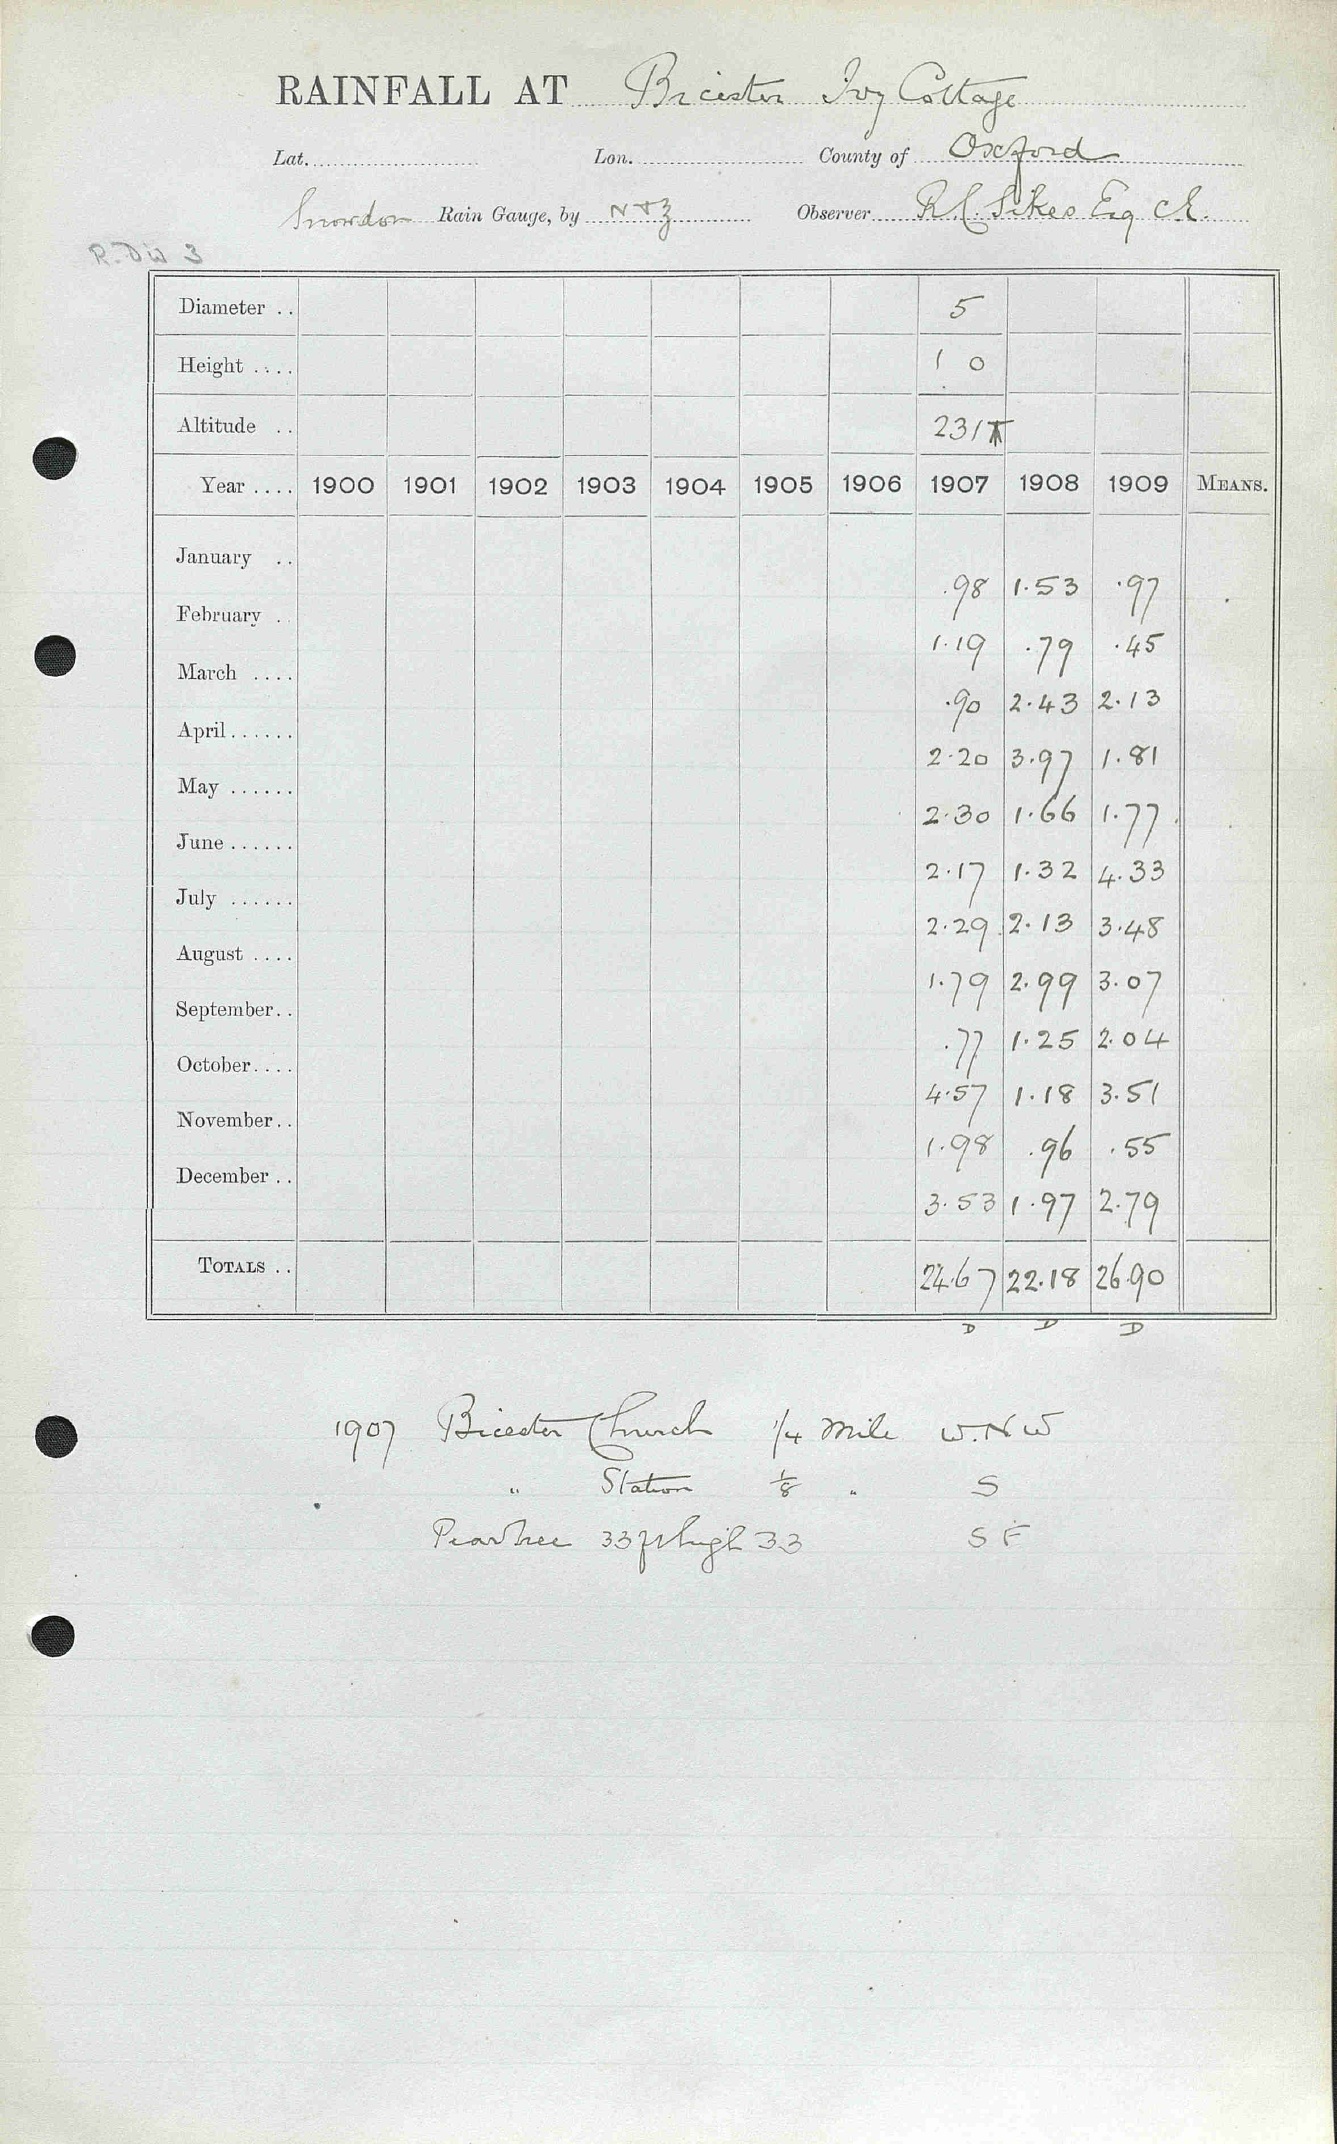 RAINFALL AT Bicester Ivy Cottage
Lat. Lon. County of Oxford
Snowdon Rain Gauge, by N & Z Observer R.C. Sikes Esq C.E.
R. Div 3
Diameter .. 5
Height .... 1 0
Altitude .. 231
Year .... 1900 1901 1902 1903 1904 1905 1906 1907 1908 1909 MEANS.
January .. .98 1.53 .97
February . 1.19 .79 .45
March .... .90 2.43 2.13
April ...... 2.20 3.97 1.81
May ...... 2.30 1.66 1.77
June ...... 2.17 1.32 4.33
July ...... 2.29 2.13 3.48
August .... 1.79 2.99 3.07
September.. .77 1.25 2.04
October.... 4.57 1.18 3.51
November.. 1.98 .96 .55
December .. 3.53 1.97 2.79
TOTALS .. 24.67 22.18 26.90
D D D
1907 Bicester Church 1/4 mile W.N.W
" Station 1/8 " S
Peartree 33 ft high 33 S E